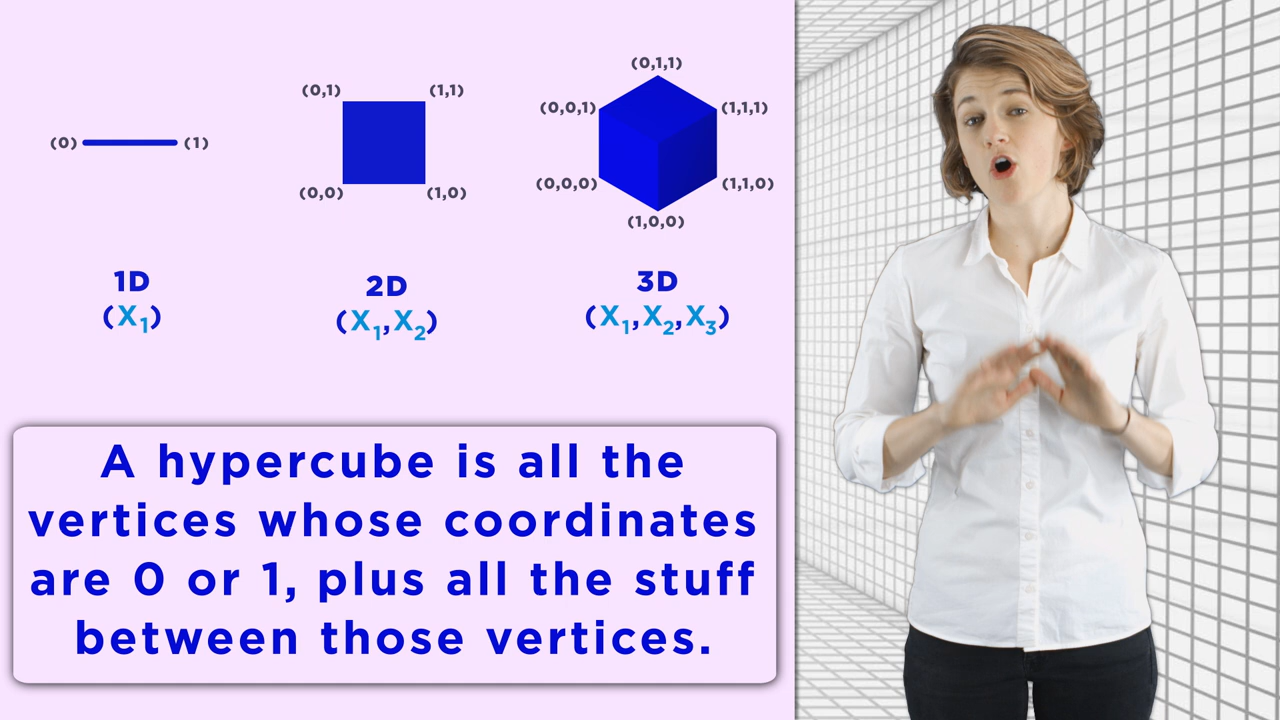 (0) (1)
(0,1) (1,1)
(0,0) (1,0)
(0,1,1)
(0,0,1) (1,1,1)
(0,0,0) (1,1,0)
(1,0,0)
1D
(X₁)
2D
(X₁,X₂)
3D
(X₁,X₂,X₃)
A hypercube is all the
vertices whose coordinates
are 0 or 1, plus all the stuff
between those vertices.